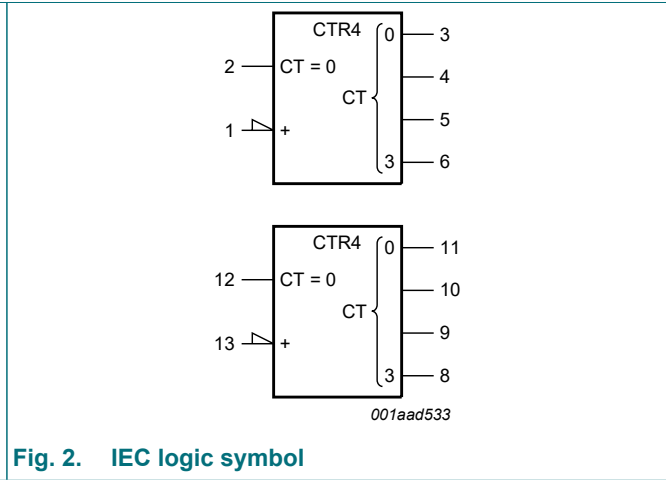 CTR4 0 3
2 CT = 0
4
CT
5
1 +
3 6
CTR4 0 11
12 CT = 0
10
CT
9
13 +
3 8
001aad533
Fig. 2. IEC logic symbol